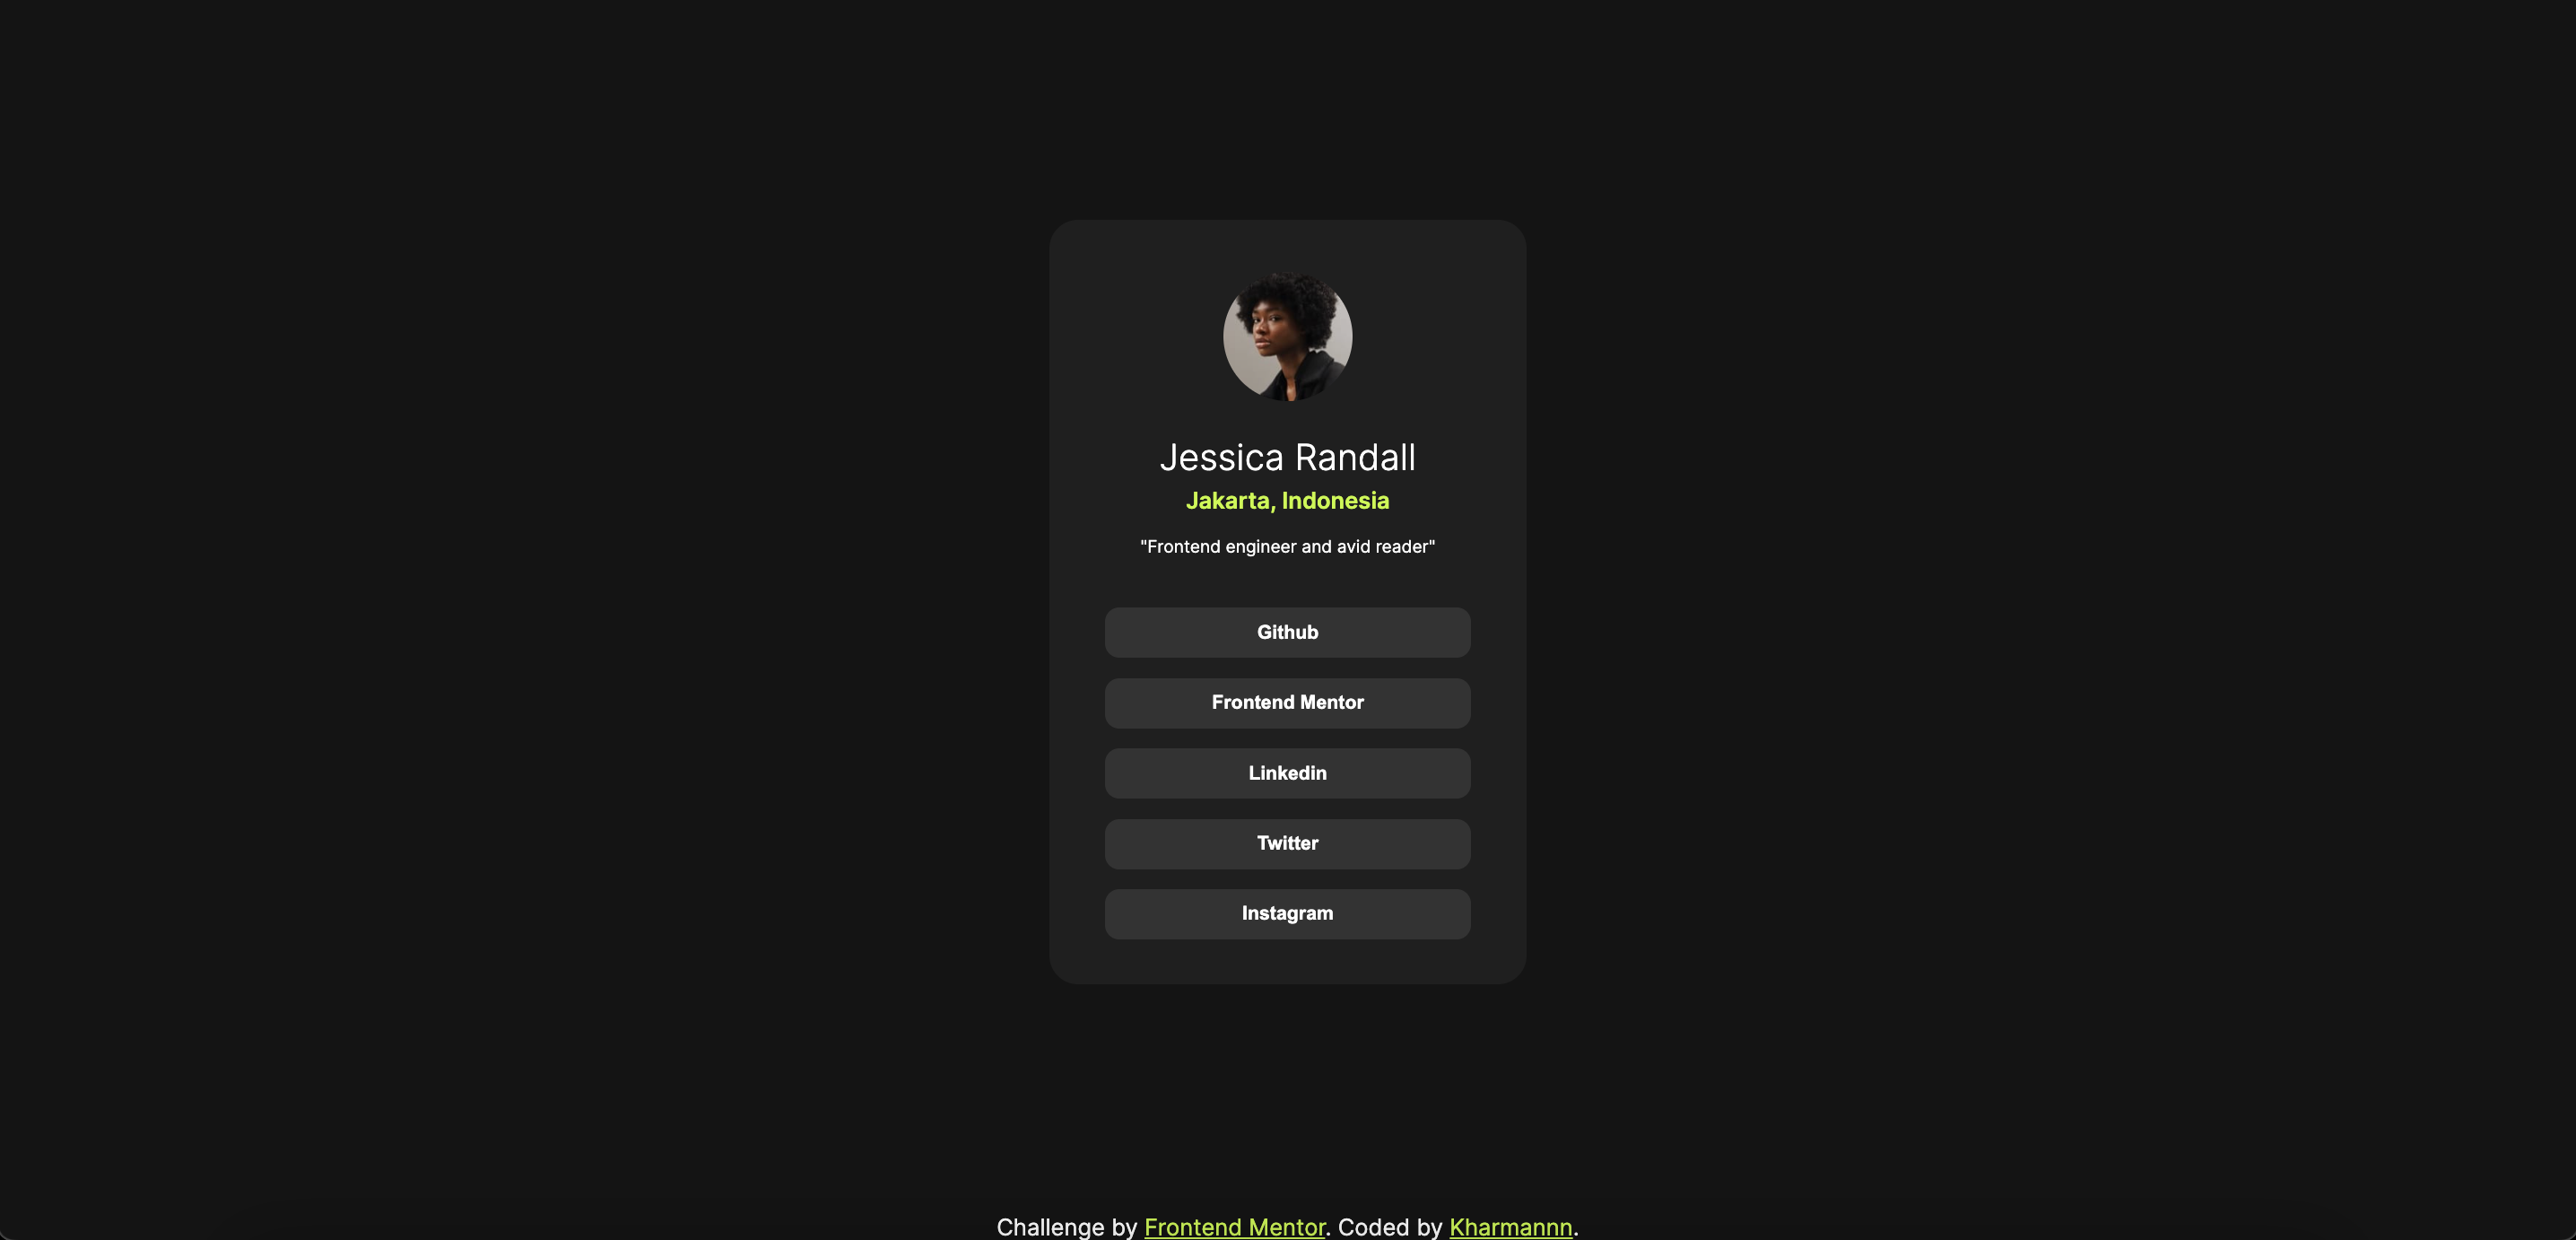 Jessica Randall
Jakarta, Indonesia
"Frontend engineer and avid reader"
Github
Frontend Mentor
Linkedin
Twitter
Instagram
Challenge by Frontend Mentor. Coded by Kharmannn.